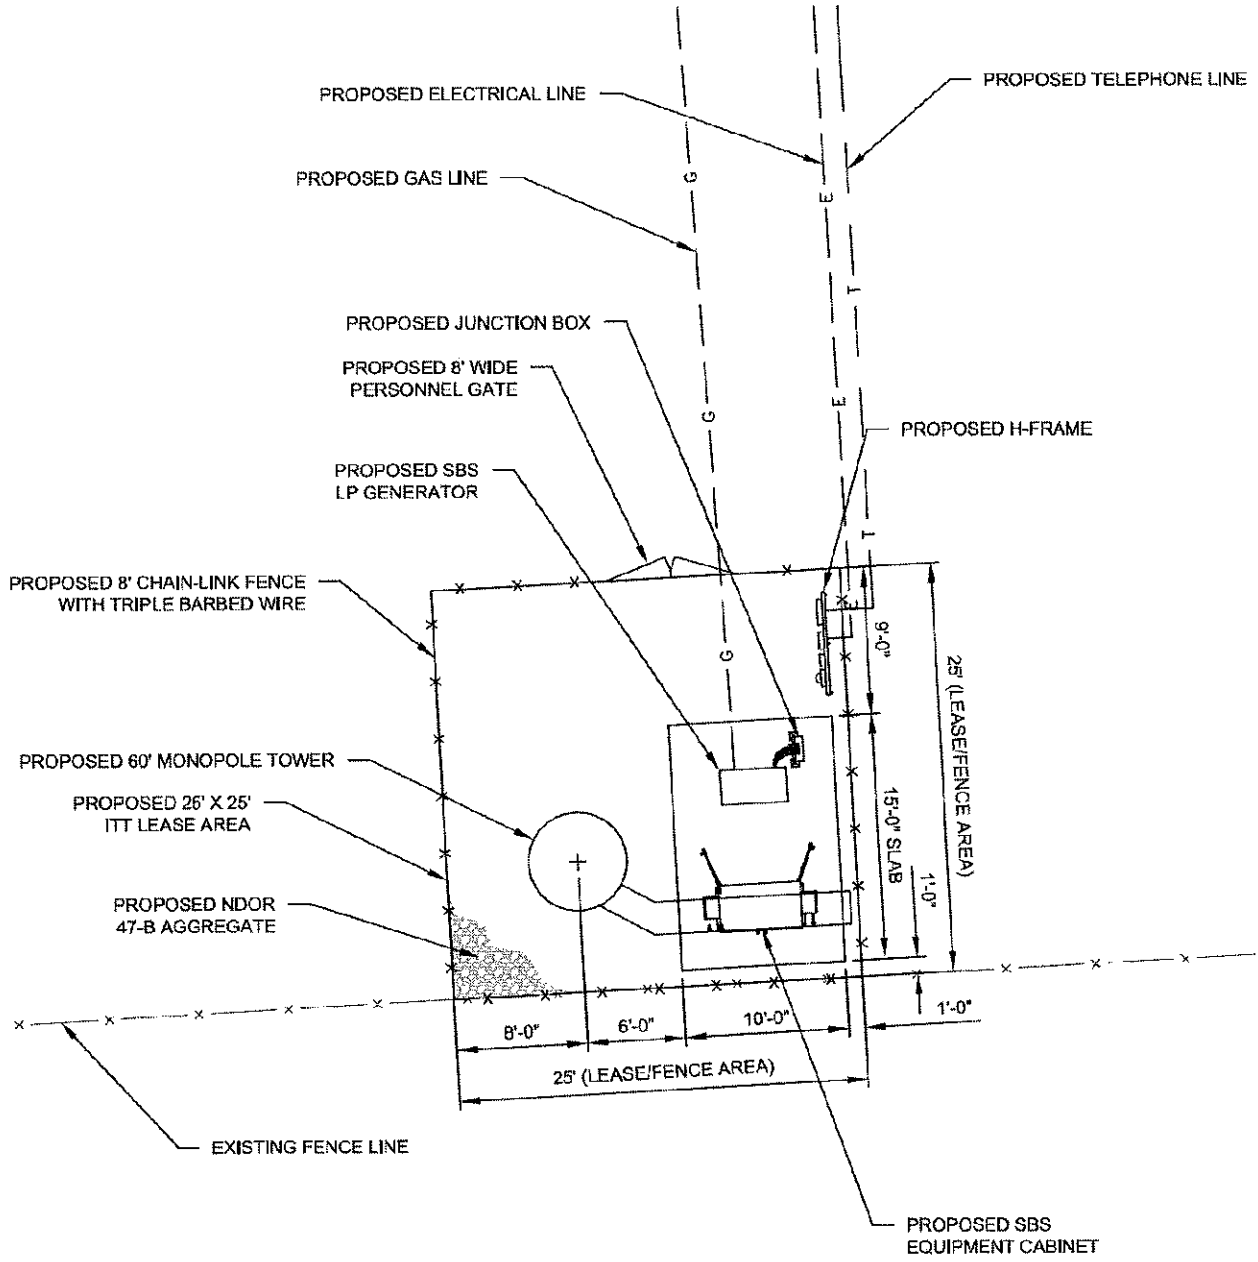 PROPOSED ELECTRICAL LINE
PROPOSED TELEPHONE LINE
PROPOSED GAS LINE
G
E
T
PROPOSED JUNCTION BOX
PROPOSED 8' WIDE
PERSONNEL GATE
G
E
PROPOSED H-FRAME
PROPOSED SBS
LP GENERATOR
E
T
PROPOSED 8' CHAIN-LINK FENCE
WITH TRIPLE BARBED WIRE
E
G
9'-0"
25' (LEASE/FENCE AREA)
PROPOSED 60' MONOPOLE TOWER
PROPOSED 25' X 25'
ITT LEASE AREA
15'-0" SLAB
1'-0"
PROPOSED NDOR
47-B AGGREGATE
8'-0"
6'-0"
10'-0"
1'-0"
25' (LEASE/FENCE AREA)
EXISTING FENCE LINE
PROPOSED SBS
EQUIPMENT CABINET